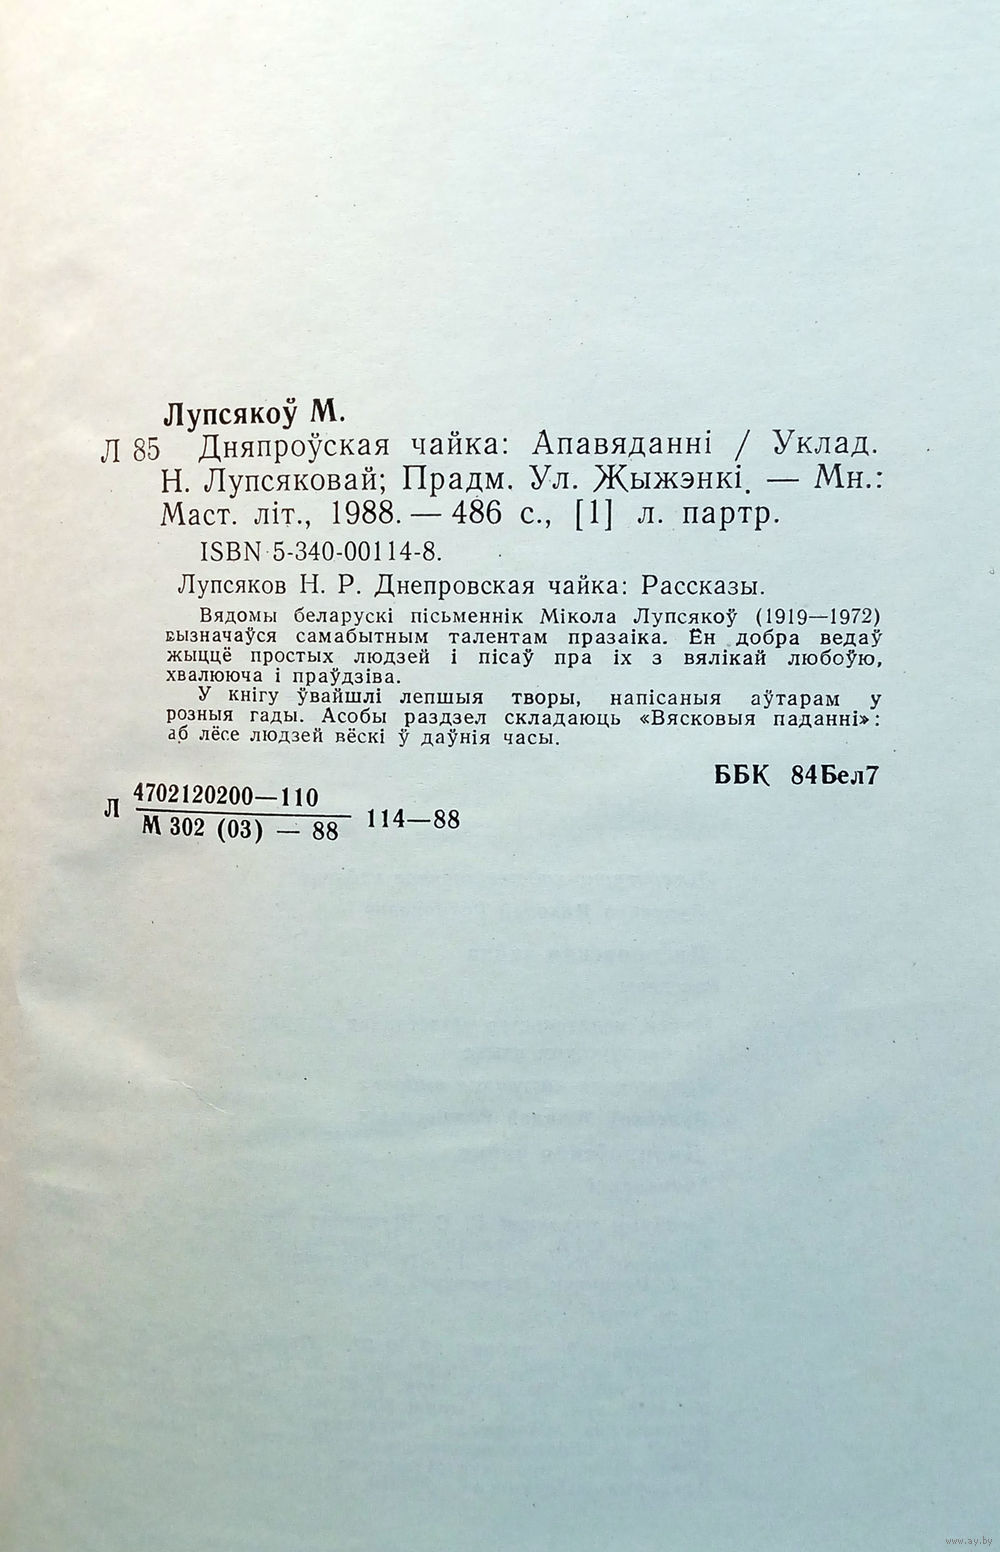 Лупсякоў М.
Л 85 Дняпроўская чайка: Апавяданні / Уклад.
Н. Лупсяковай; Прадм. Ул. Жыжэнкі. — Мн.:
Маст. літ., 1988. — 486 с., [1] л. партр.
ISBN 5-340-00114-8.
Лупсяков Н. Р. Днепровская чайка: Рассказы.
Вядомы беларускі пісьменнік Мікола Лупсякоў (1919—1972)
вызначаўся самабытным талентам празаіка. Ён добра ведаў
жыццё простых людзей і пісаў пра іх з вялікай любоўю,
хвалююча і праўдзіва.
У кнігу ўвайшлі лепшыя творы, напісаныя аўтарам у
розныя гады. Асобы раздзел складаюць «Вясковыя паданні»:
аб лёсе людзей вёскі ў даўнія часы.
ББК 84Бел7
Л 4702120200—110
М 302 (03) — 88 114—88
www.ay.by